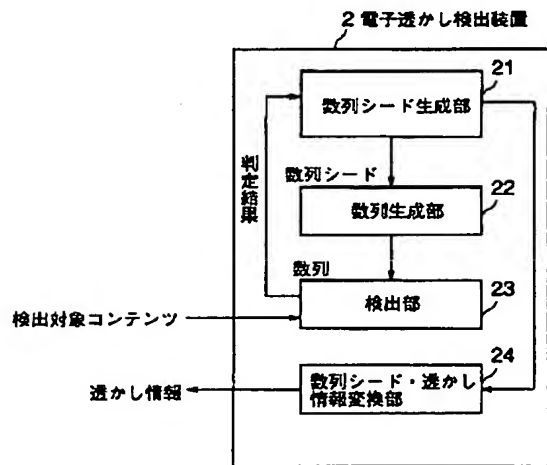 2 電子透かし検出装置
21
数列シード生成部
判定結果
数列シード
22
数列生成部
数列
検出対象コンテンツ
検出部
23
24
透かし情報
数列シード・透かし
情報変換部